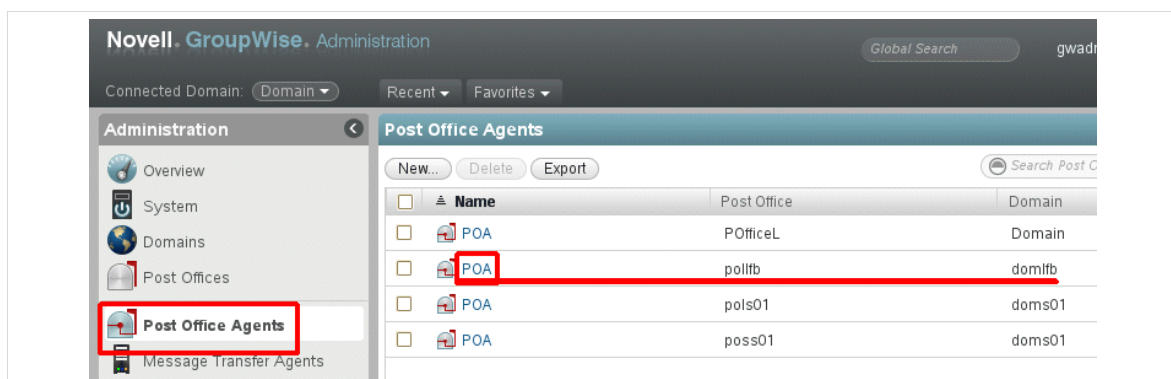 Novell. GroupWise. Administration
Global Search
gwadr
Connected Domain: Domain
Recent Favorites
Administration
Post Office Agents
Overview
System
Domains
Post Offices
Post Office Agents
Message Transfer Agents
New... Delete Export
Search Post O
Name Post Office Domain
POA POfficeL Domain
POA pollfb domlfb
POA pols01 doms01
POA poss01 doms01